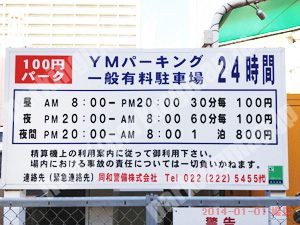 100円
パーク
YMパーキング
一般有料駐車場
24時間
昼 AM 8:00-PM20:00 30分毎 100円
夜 PM20:00-AM 8:00 60分毎 100円
夜間 PM20:00-AM 8:00 1 泊 800円
精算機上の利用案内に従って御利用下さい。
場内における事故の責任については一切負いかねます。
連絡先(緊急連絡先)同和警備株式会社 Tel 022(222)5455代
警告
2014-01-01